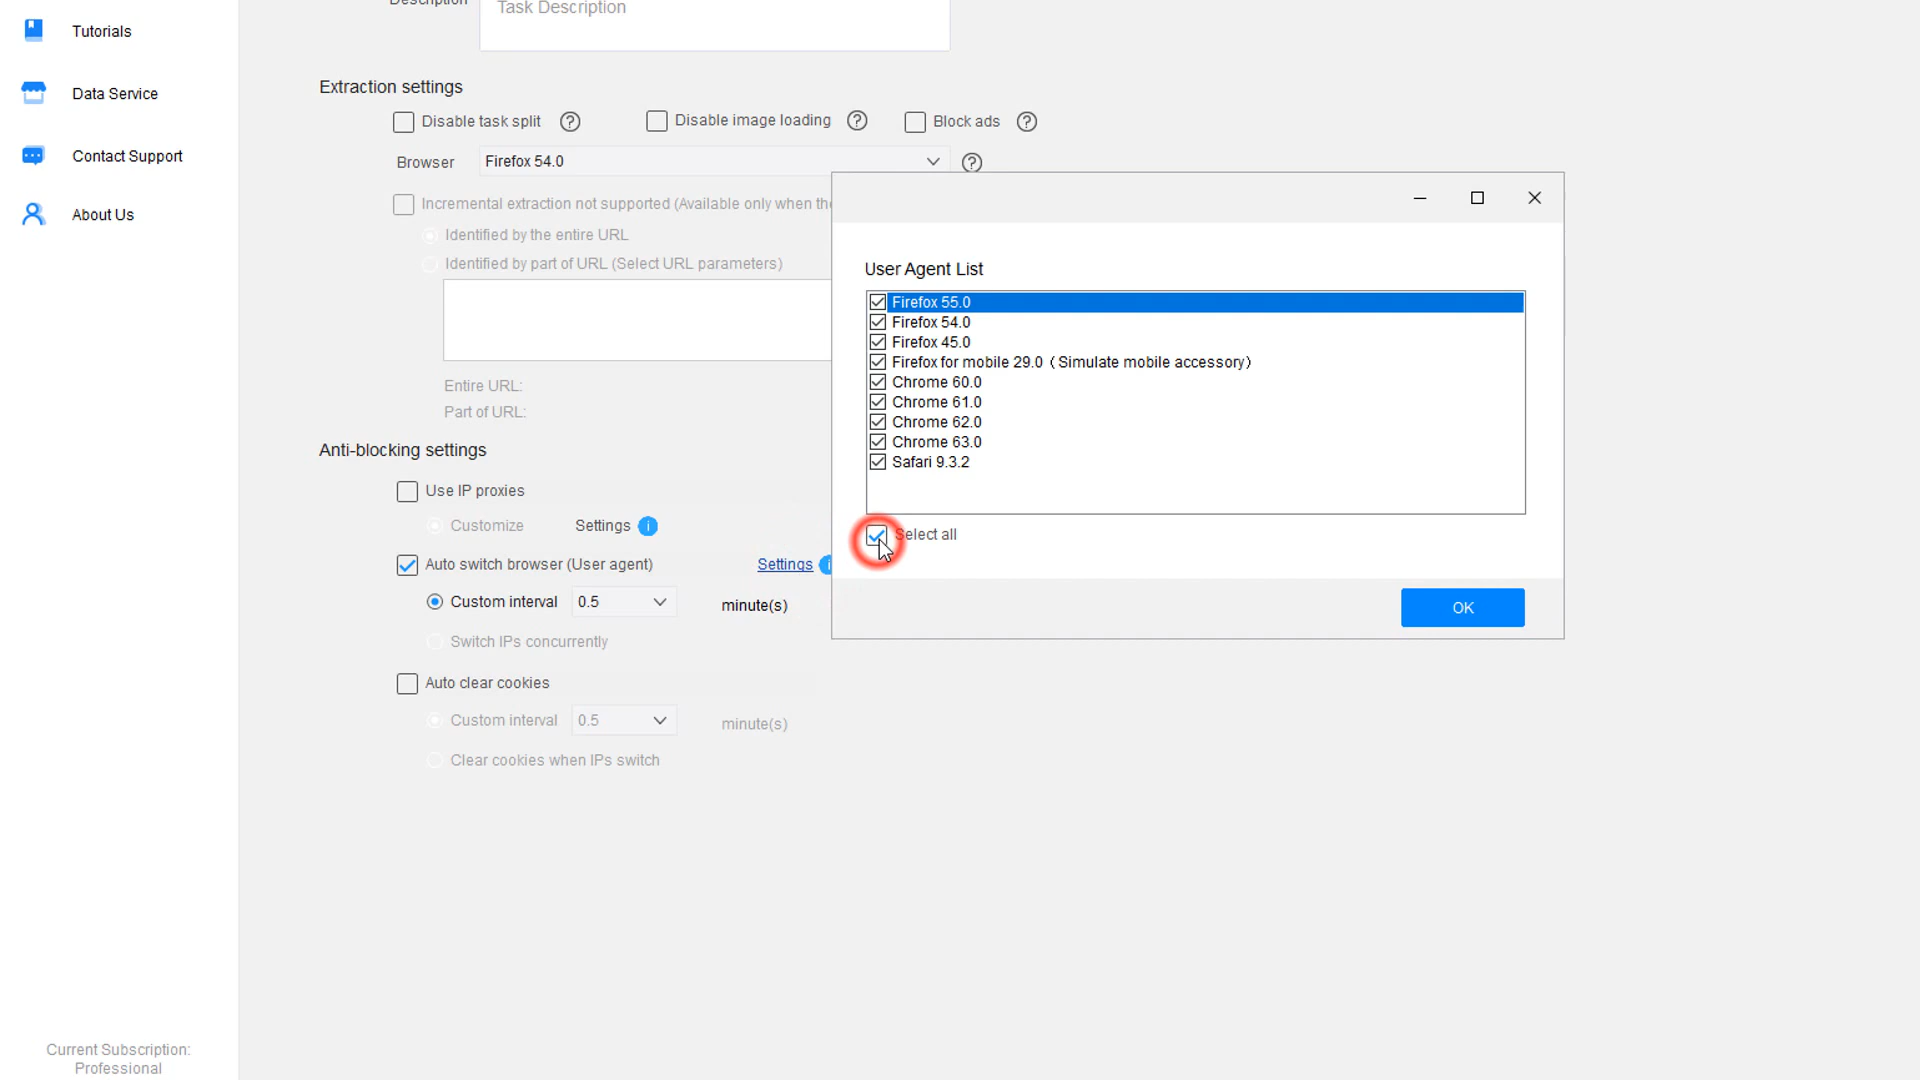 Tutorials
Data Service
Contact Support
About Us
Description
Task Description
Extraction settings
Disable task split ?
Disable image loading ?
Block ads ?
Browser
Firefox 54.0
?
Incremental extraction not supported (Available only when the
Identified by the entire URL
Identified by part of URL (Select URL parameters)
Entire URL:
Part of URL:
Anti-blocking settings
Use IP proxies
Customize
Settings i
Auto switch browser (User agent)
Settings i
Custom interval
0.5
minute(s)
Switch IPs concurrently
Auto clear cookies
Custom interval
0.5
minute(s)
Clear cookies when IPs switch
User Agent List
Firefox 55.0
Firefox 54.0
Firefox 45.0
Firefox for mobile 29.0（Simulate mobile accessory）
Chrome 60.0
Chrome 61.0
Chrome 62.0
Chrome 63.0
Safari 9.3.2
Select all
OK
Current Subscription:
Professional